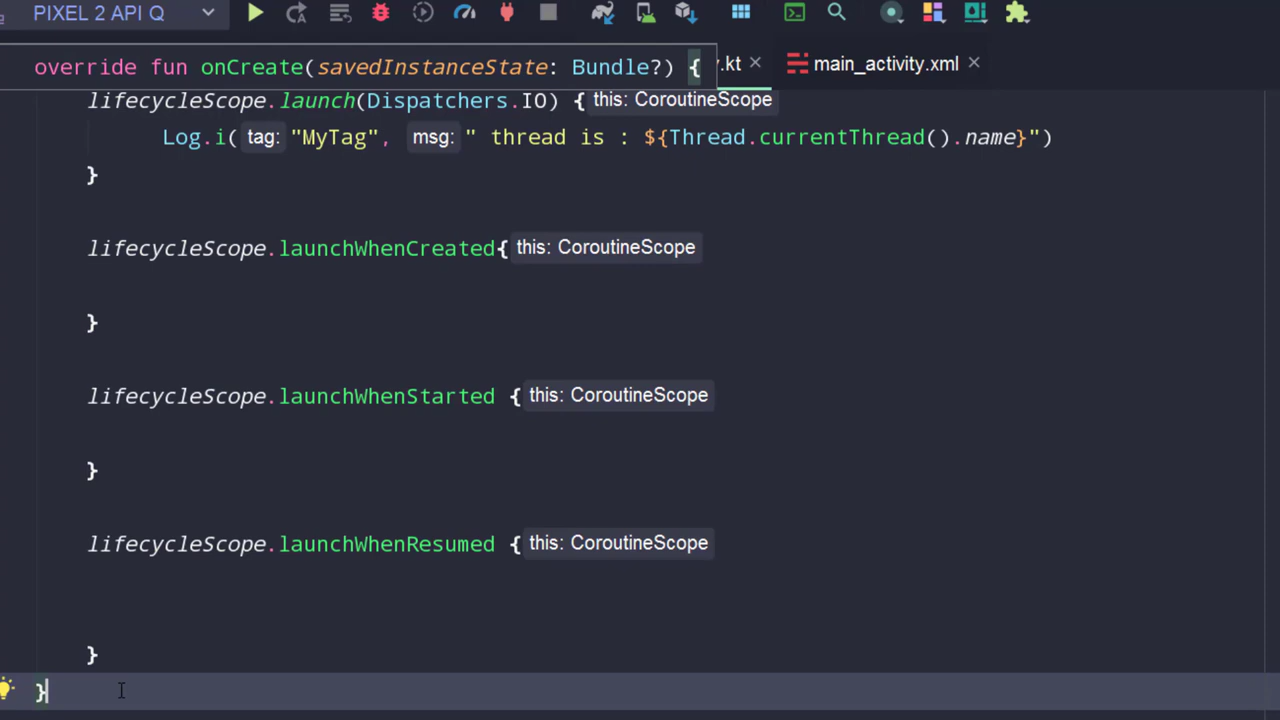 PIXEL 2 API Q
override fun onCreate(savedInstanceState: Bundle?) {
.kt
main_activity.xml
lifecycleScope.launch(Dispatchers.IO) { this: CoroutineScope
Log.i( tag: "MyTag", msg: " thread is : ${Thread.currentThread().name}")
}
lifecycleScope.launchWhenCreated{ this: CoroutineScope
}
lifecycleScope.launchWhenStarted { this: CoroutineScope
}
lifecycleScope.launchWhenResumed { this: CoroutineScope
}
}